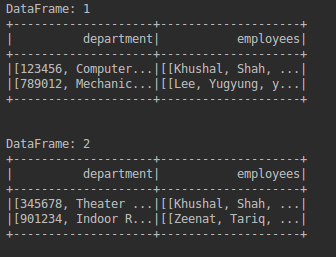 DataFrame: 1
+--------------------+--------------------+
|          department|           employees|
+--------------------+--------------------+
|[123456, Computer...|[[Khushal, Shah, ...|
|[789012, Mechanic...|[[Lee, Yugyung, y...|
+--------------------+--------------------+
DataFrame: 2
+--------------------+--------------------+
|          department|           employees|
+--------------------+--------------------+
|[345678, Theater ...|[[Khushal, Shah, ...|
|[901234, Indoor R...|[[Zeenat, Tariq, ...|
+--------------------+--------------------+